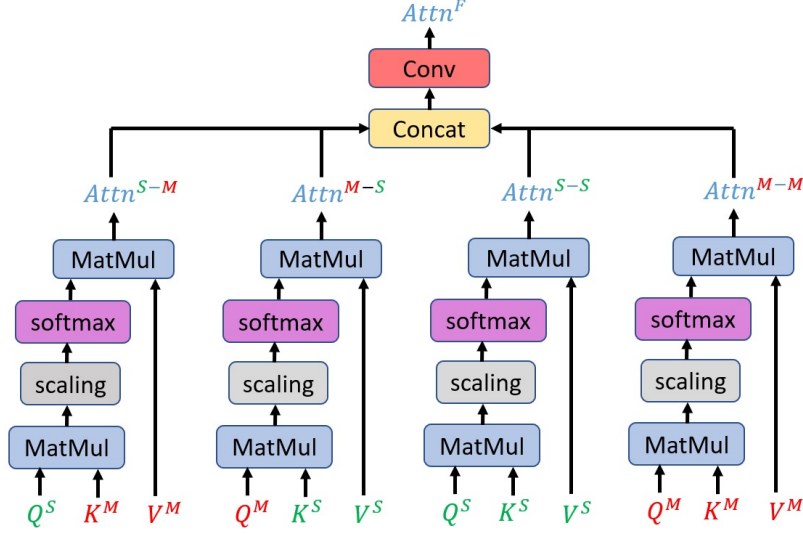 Attn^F
Conv
Concat
Attn^{S-M} Attn^{M-S} Attn^{S-S} Attn^{M-M}
MatMul MatMul MatMul MatMul
softmax softmax softmax softmax
scaling scaling scaling scaling
MatMul MatMul MatMul MatMul
Q^S K^M V^M Q^M K^S V^S Q^S K^S V^S Q^M K^M V^M